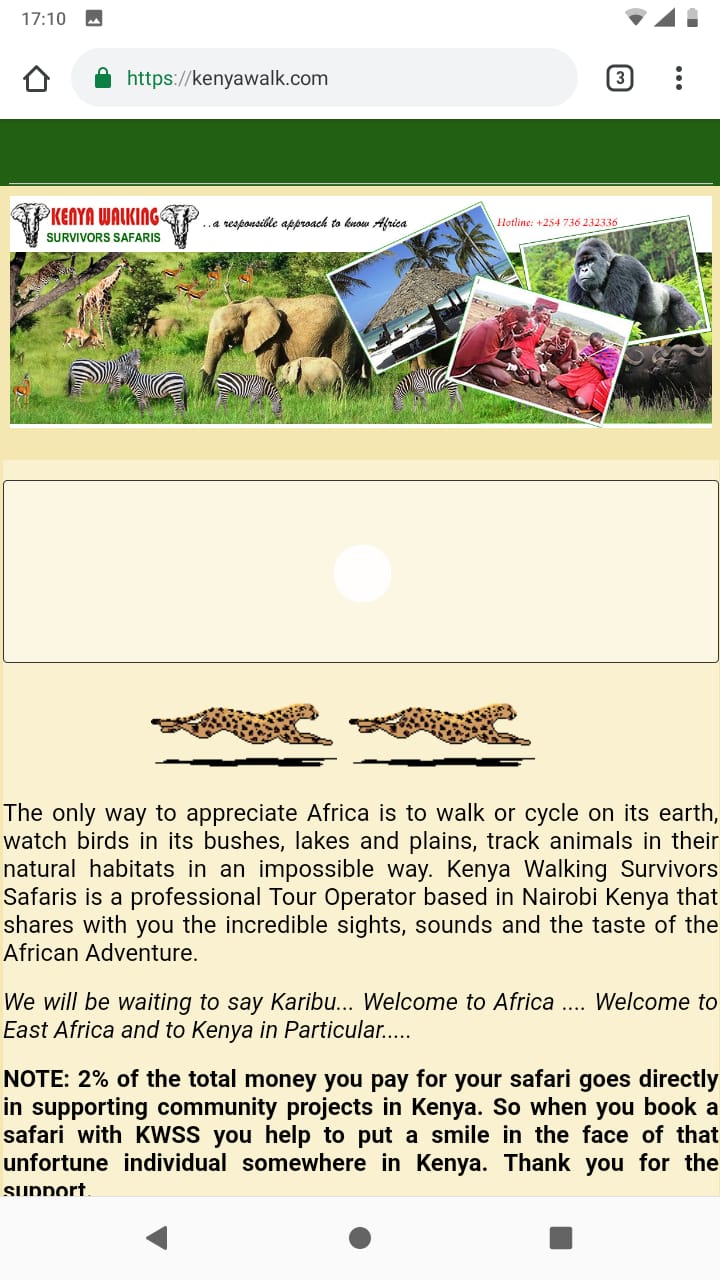 17:10
https://kenyawalk.com
3
KENYA WALKING
SURVIVORS SAFARIS
..a responsible approach to know Africa
Hotline: +254 736 232336
The only way to appreciate Africa is to walk or cycle on its earth,
watch birds in its bushes, lakes and plains, track animals in their
natural habitats in an impossible way. Kenya Walking Survivors
Safaris is a professional Tour Operator based in Nairobi Kenya that
shares with you the incredible sights, sounds and the taste of the
African Adventure.
We will be waiting to say Karibu... Welcome to Africa .... Welcome to
East Africa and to Kenya in Particular.....
NOTE: 2% of the total money you pay for your safari goes directly
in supporting community projects in Kenya. So when you book a
safari with KWSS you help to put a smile in the face of that
unfortune individual somewhere in Kenya. Thank you for the
support.